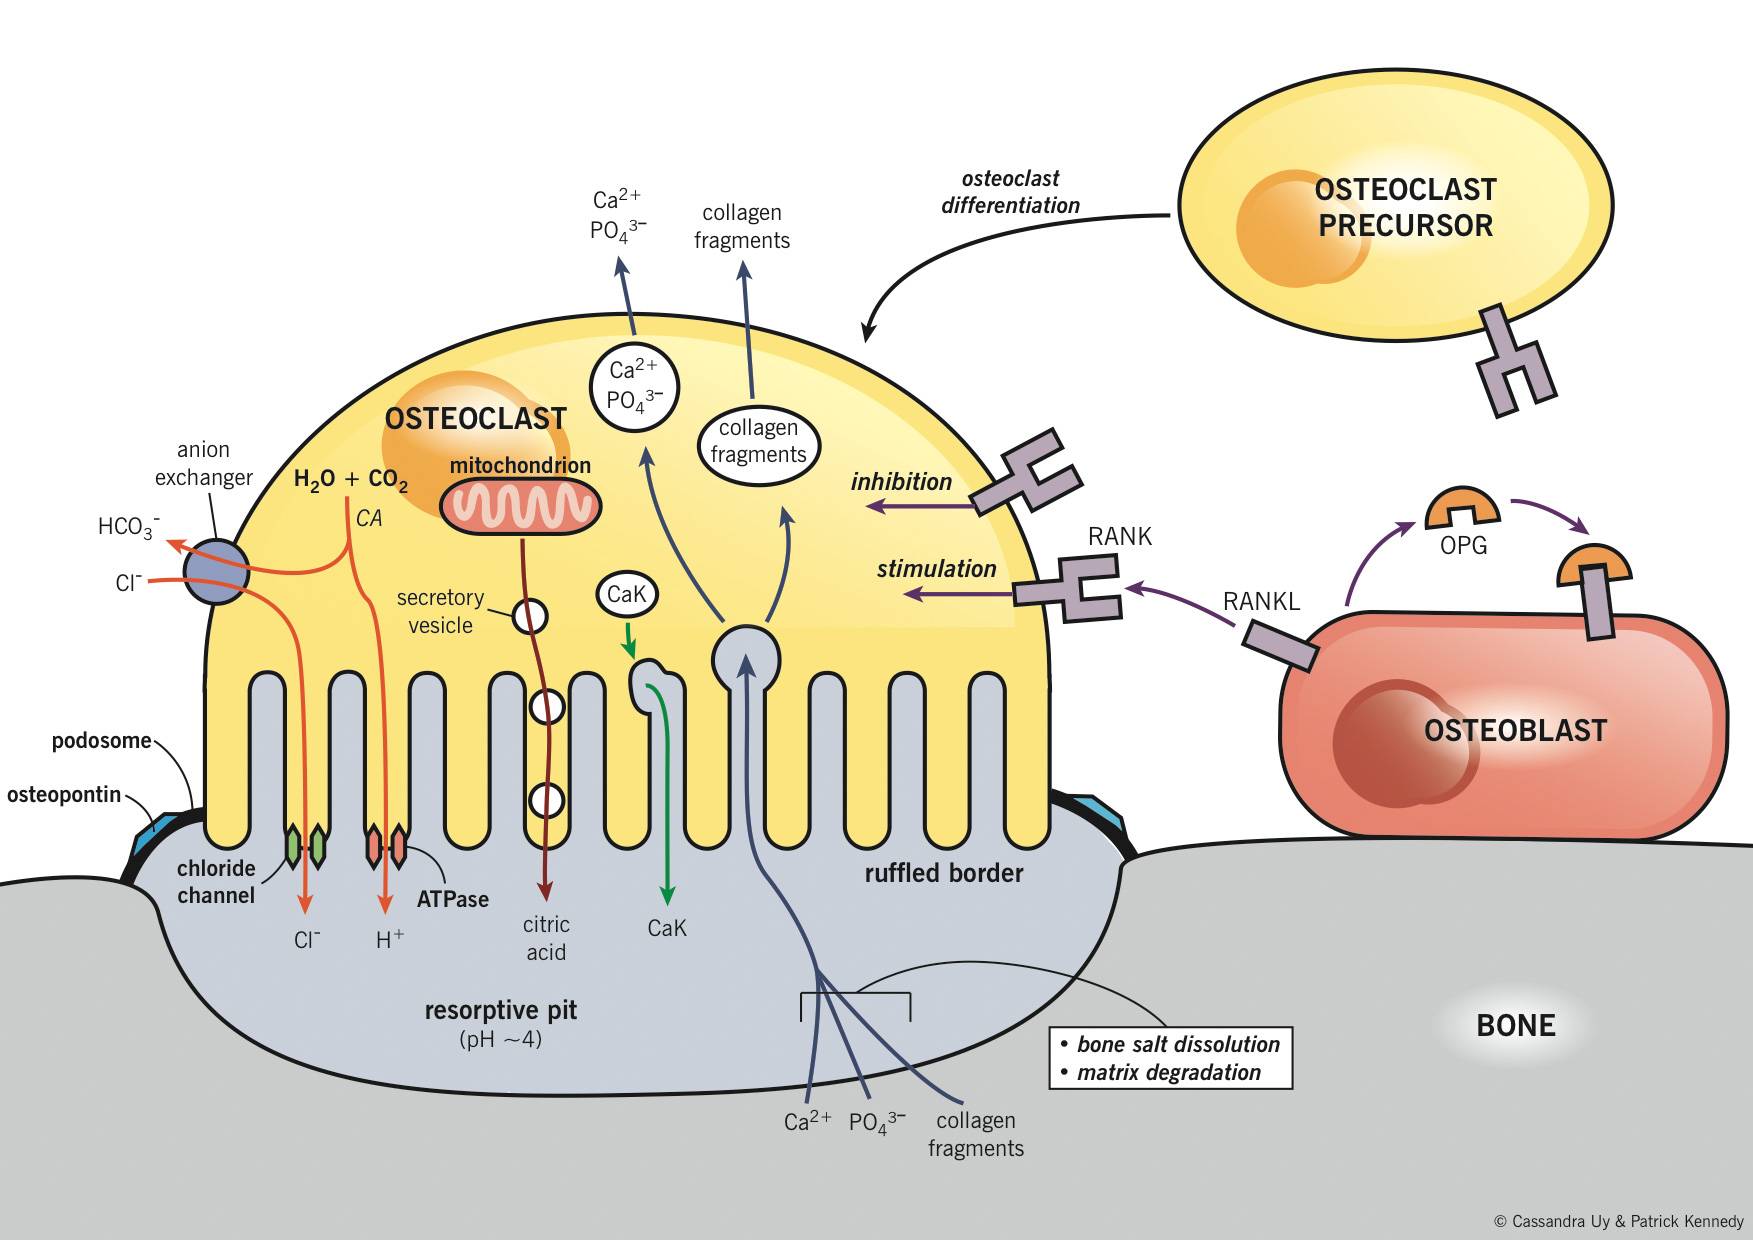 OSTEOCLAST
PRECURSOR
osteoclast
differentiation
Ca²⁺
PO₄³⁻
collagen
fragments
Ca²⁺
PO₄³⁻
collagen
fragments
OSTEOCLAST
mitochondrion
anion
exchanger
H₂O + CO₂
CA
HCO₃⁻
Cl⁻
inhibition
RANK
stimulation
OPG
RANKL
secretory
vesicle
CaK
OSTEOBLAST
podosome
osteopontin
chloride
channel
ATPase
ruffled border
Cl⁻
H⁺
citric
acid
CaK
resorptive pit
(pH ~4)
• bone salt dissolution
• matrix degradation
BONE
Ca²⁺
PO₄³⁻
collagen
fragments
© Cassandra Uy & Patrick Kennedy